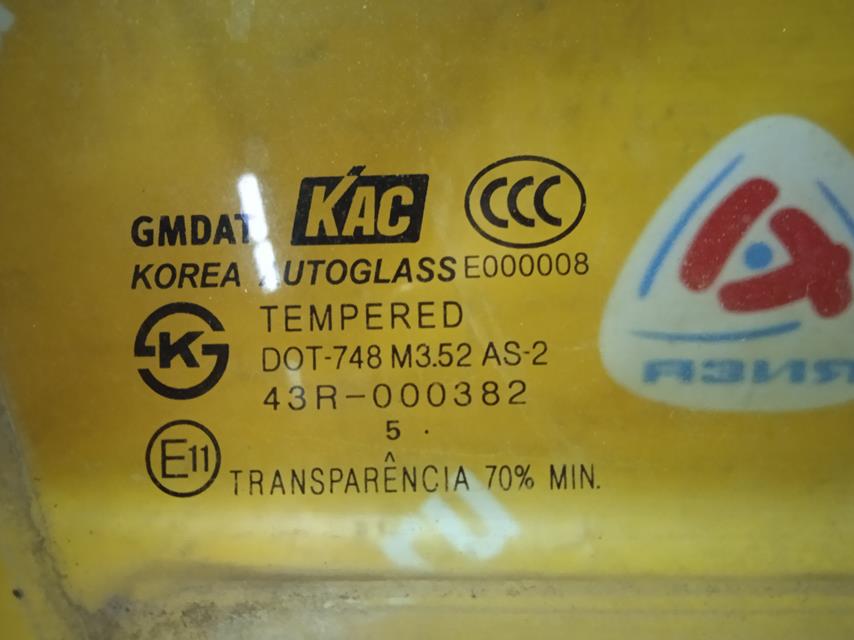 GMDAT KAC CCC
KOREA AUTOGLASS E000008
K TEMPERED
DOT-748 M3.52 AS-2
43R-000382
5 .
E11 TRANSPARÊNCIA 70% MIN.
АЗИЯ